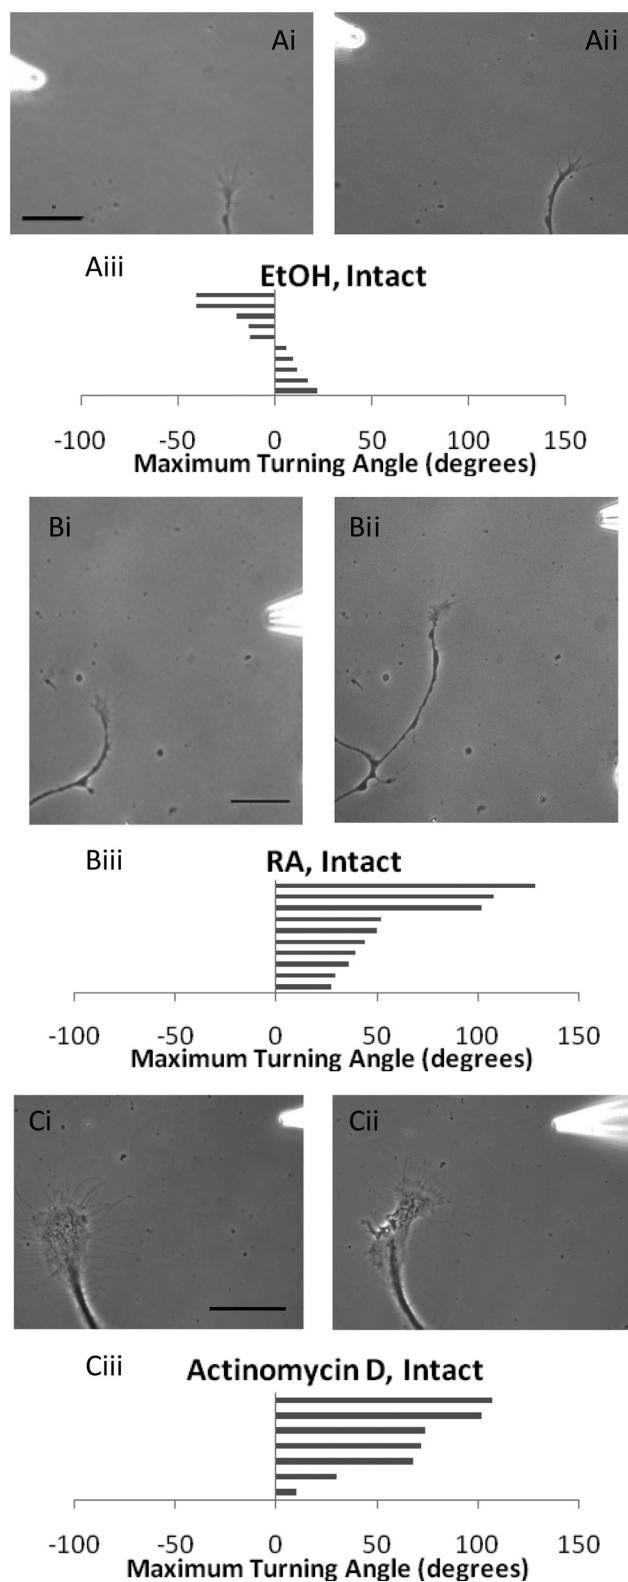 Ai
Aii
Aiii
EtOH, Intact
-100 -50 0 50 100 150
Maximum Turning Angle (degrees)
Bi
Bii
Biii
RA, Intact
-100 -50 0 50 100 150
Maximum Turning Angle (degrees)
Ci
Cii
Ciii
Actinomycin D, Intact
-100 -50 0 50 100 150
Maximum Turning Angle (degrees)